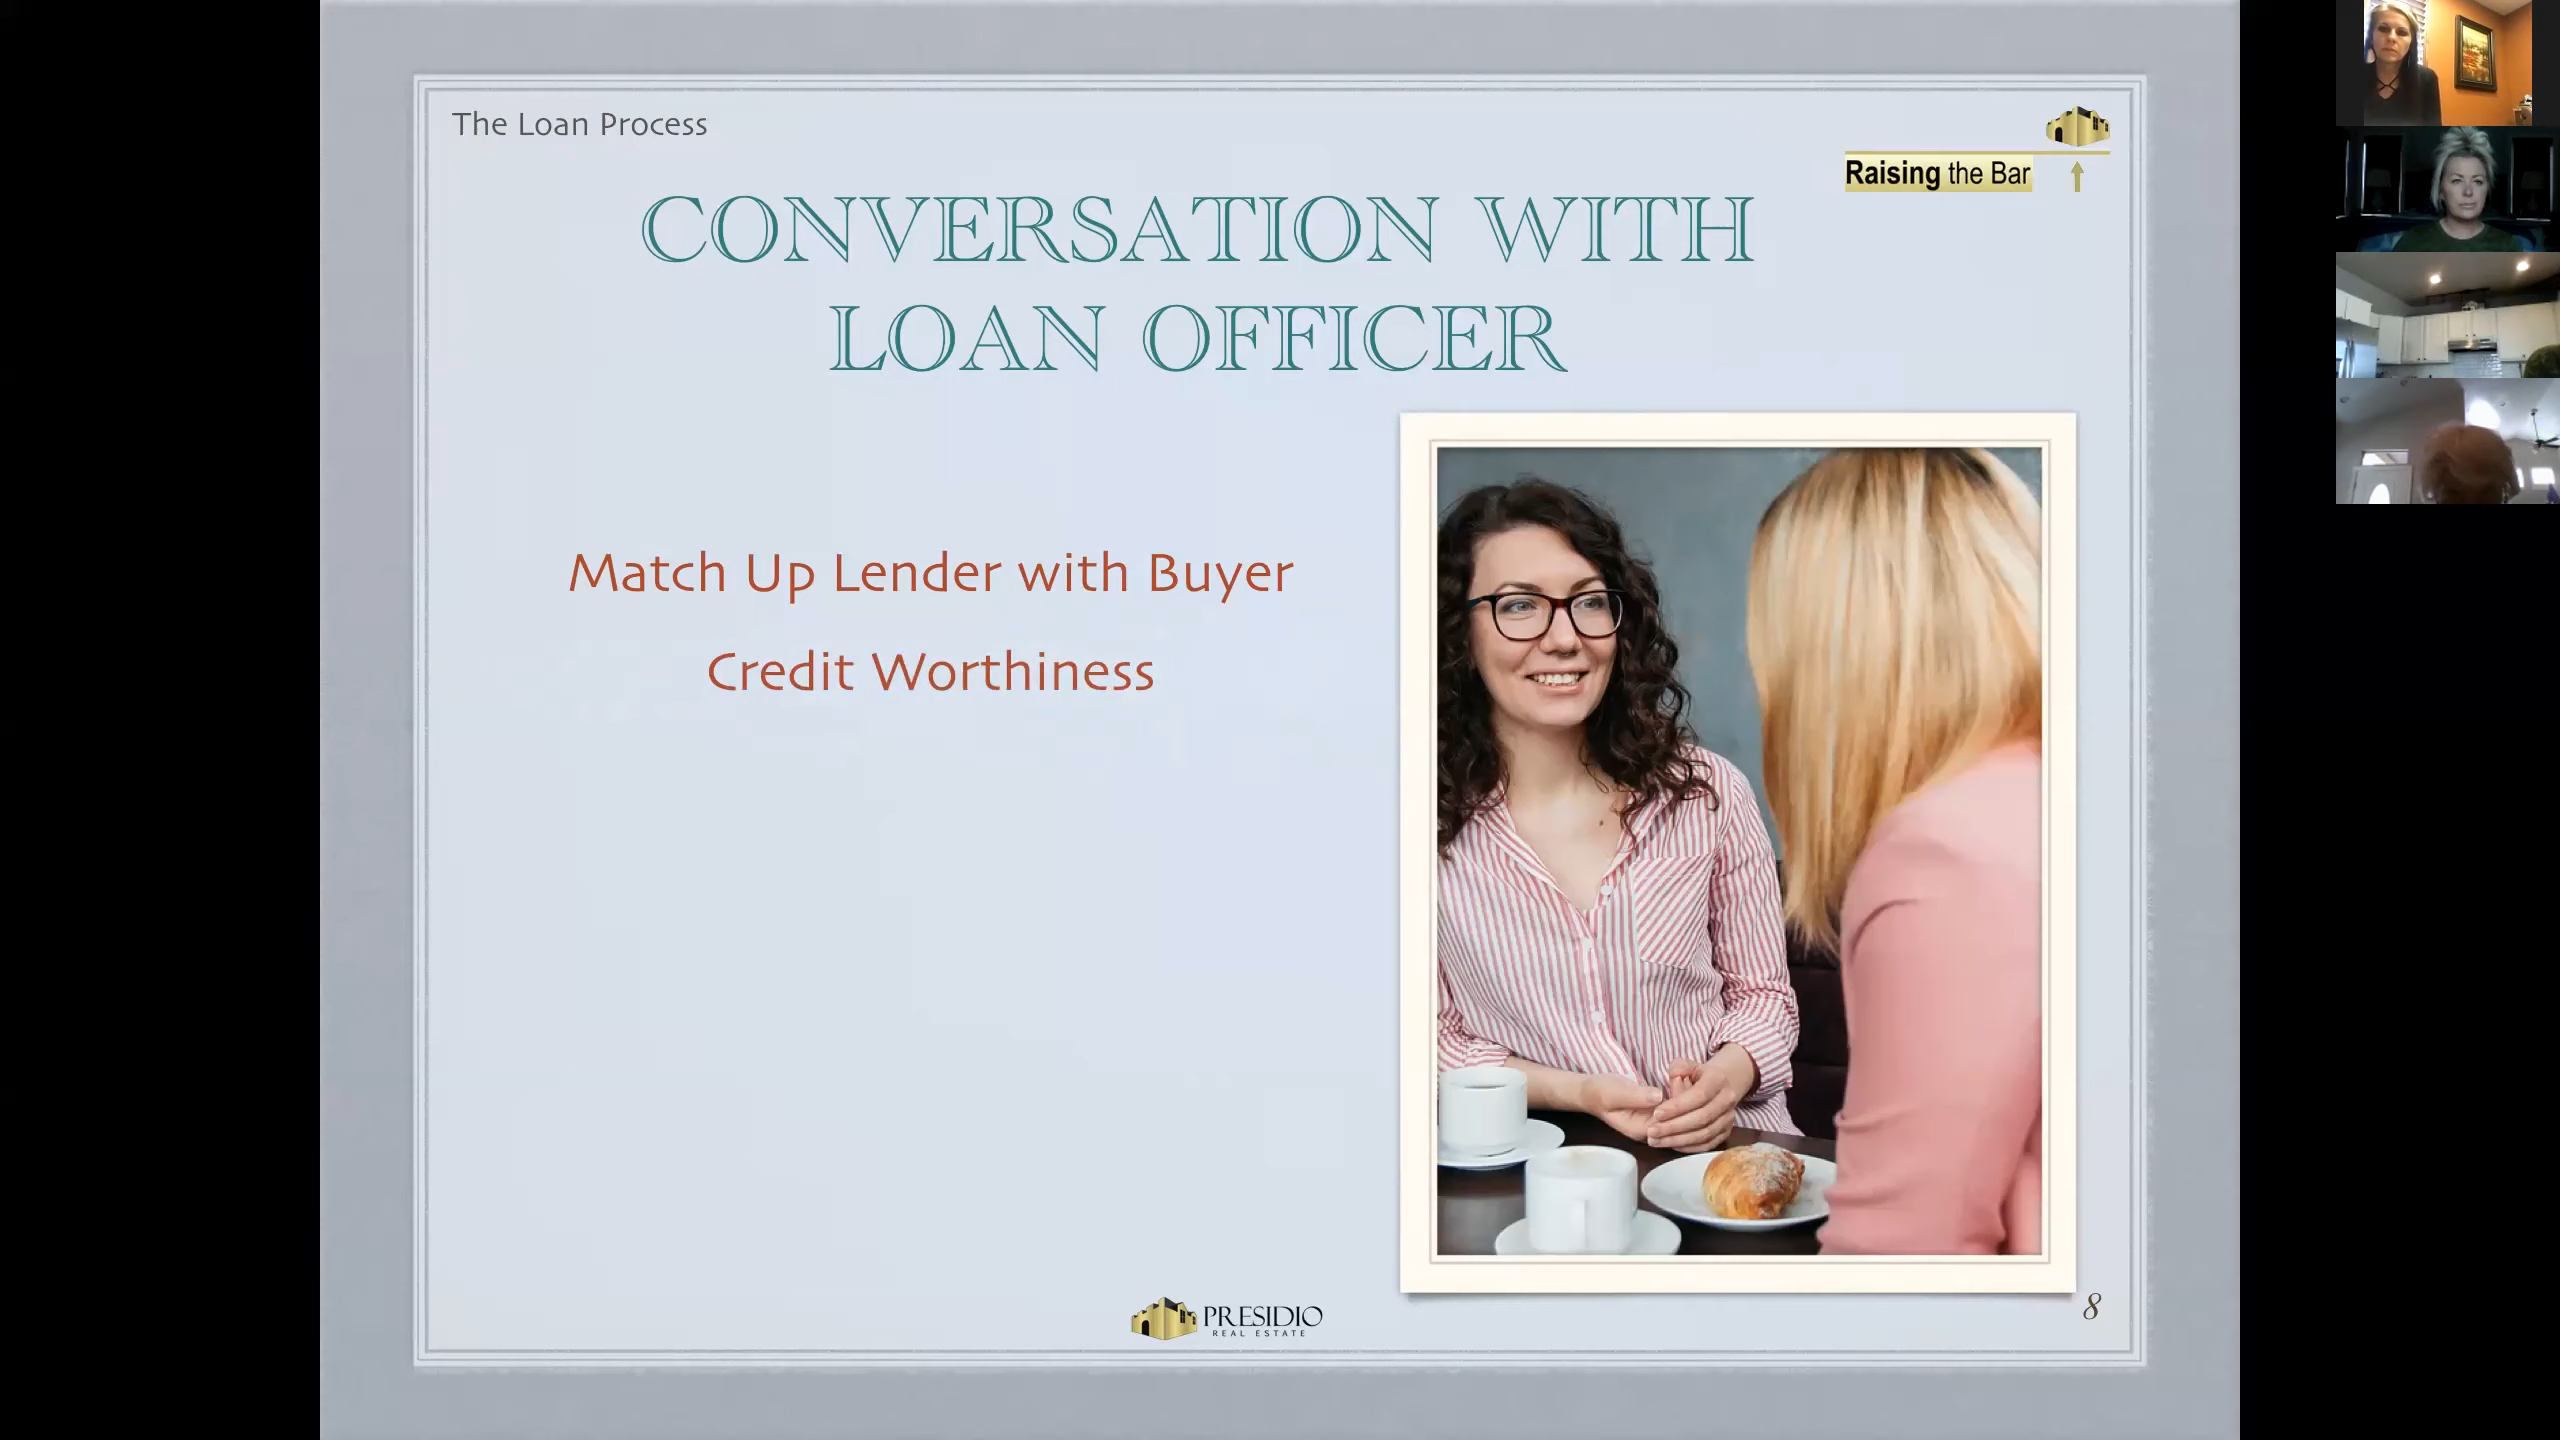 The Loan Process
Raising the Bar
CONVERSATION WITH
LOAN OFFICER
Match Up Lender with Buyer
Credit Worthiness
PRESIDIO
REAL ESTATE
8